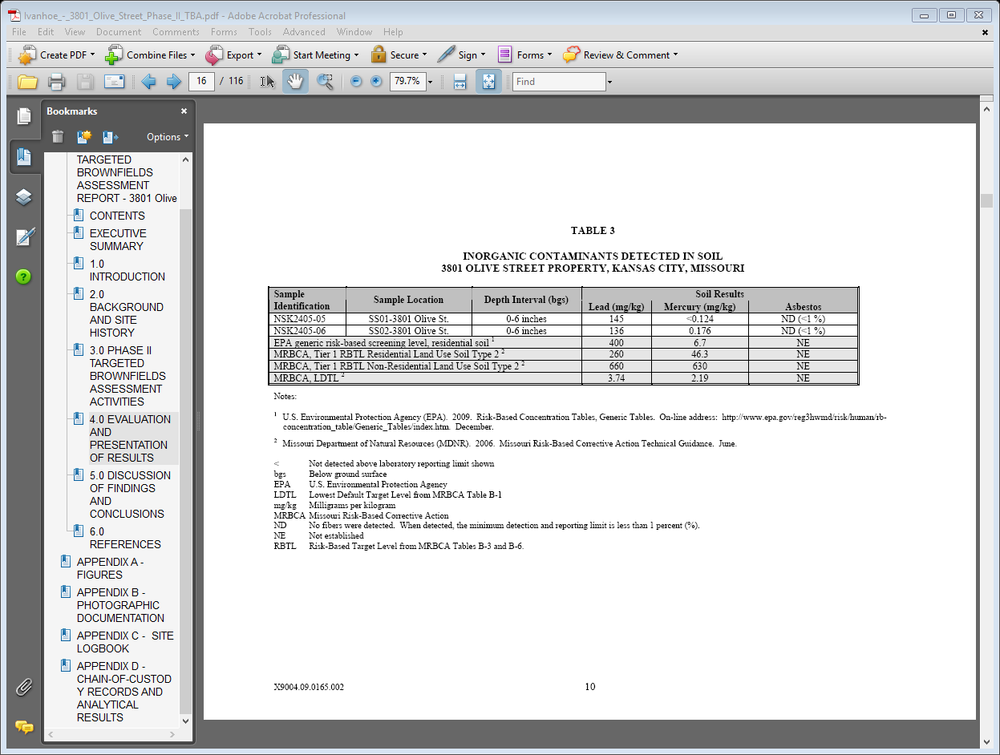 Ivanhoe_-_3801_Olive_Street_Phase_II_TBA.pdf - Adobe Acrobat Professional
File Edit View Document Comments Forms Tools Advanced Window Help
Create PDF Combine Files Export Start Meeting Secure Sign Forms Review & Comment
16 / 116 79.7% Find
Bookmarks
Options
TARGETED
BROWNFIELDS
ASSESSMENT
REPORT - 3801 Olive
CONTENTS
EXECUTIVE
SUMMARY
1.0
INTRODUCTION
2.0
BACKGROUND
AND SITE
HISTORY
3.0 PHASE II
TARGETED
BROWNFIELDS
ASSESSMENT
ACTIVITIES
4.0 EVALUATION
AND
PRESENTATION
OF RESULTS
5.0 DISCUSSION
OF FINDINGS
AND
CONCLUSIONS
6.0
REFERENCES
APPENDIX A -
FIGURES
APPENDIX B -
PHOTOGRAPHIC
DOCUMENTATION
APPENDIX C - SITE
LOGBOOK
APPENDIX D -
CHAIN-OF-CUSTOD
Y RECORDS AND
ANALYTICAL
RESULTS
TABLE 3
INORGANIC CONTAMINANTS DETECTED IN SOIL
3801 OLIVE STREET PROPERTY, KANSAS CITY, MISSOURI
Sample Identification Sample Location Depth Interval (bgs) Soil Results
Lead (mg/kg) Mercury (mg/kg) Asbestos
NSK2405-05 SS01-3801 Olive St. 0-6 inches 145 <0.124 ND (<1 %)
NSK2405-06 SS02-3801 Olive St. 0-6 inches 136 0.176 ND (<1 %)
EPA generic risk-based screening level, residential soil 1 400 6.7 NE
MRBCA, Tier 1 RBTL Residential Land Use Soil Type 2 2 260 46.3 NE
MRBCA, Tier 1 RBTL Non-Residential Land Use Soil Type 2 2 660 630 NE
MRBCA, LDTL 2 3.74 2.19 NE
Notes:
1 U.S. Environmental Protection Agency (EPA). 2009. Risk-Based Concentration Tables, Generic Tables. On-line address: http://www.epa.gov/reg3hwmd/risk/human/rb-
concentration_table/Generic_Tables/index.htm. December.
2 Missouri Department of Natural Resources (MDNR). 2006. Missouri Risk-Based Corrective Action Technical Guidance. June.
< Not detected above laboratory reporting limit shown
bgs Below ground surface
EPA U.S. Environmental Protection Agency
LDTL Lowest Default Target Level from MRBCA Table B-1
mg/kg Milligrams per kilogram
MRBCA Missouri Risk-Based Corrective Action
ND No fibers were detected. When detected, the minimum detection and reporting limit is less than 1 percent (%).
NE Not established
RBTL Risk-Based Target Level from MRBCA Tables B-3 and B-6.
X9004.09.0165.002 10